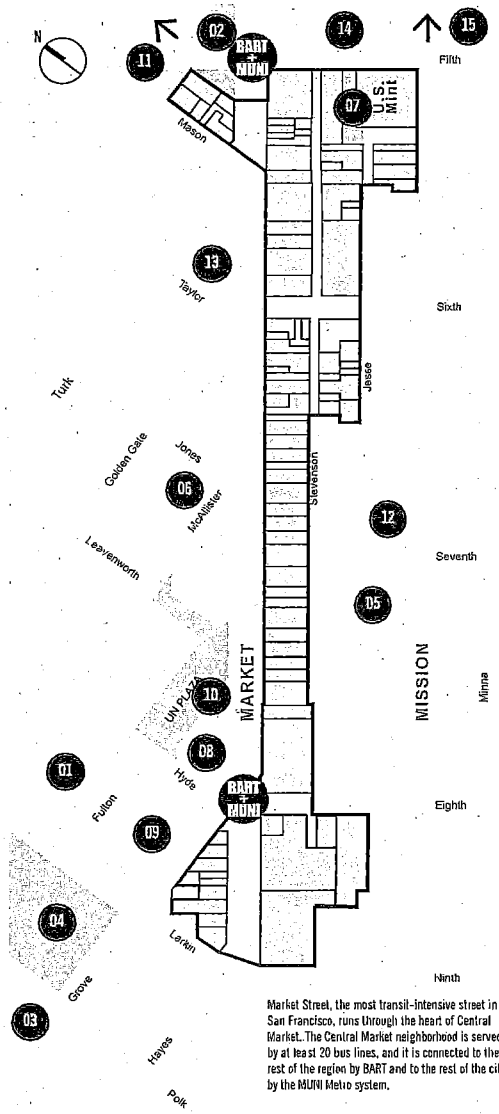 02
14
15
N
BART
+
MUNI
Fifth
11
07
U.S.
Mint
Mason
13
Taylor
Sixth
Jesse
Turk
Golden Gate
Jones
06
McAllister
Stevenson
12
Leavenworth
Seventh
05
MARKET
MISSION
UN PLAZA
10
Minna
08
Hyde
01
BART
+
MUNI
Eighth
Fulton
09
04
Larkin
Grove
Ninth
03
Hayes
Polk
Market Street, the most transit-intensive street in
San Francisco, runs through the heart of Central
Market. The Central Market neighborhood is served
by at least 20 bus lines, and it is connected to the
rest of the region by BART and to the rest of the cit
by the MUNI Metro system.